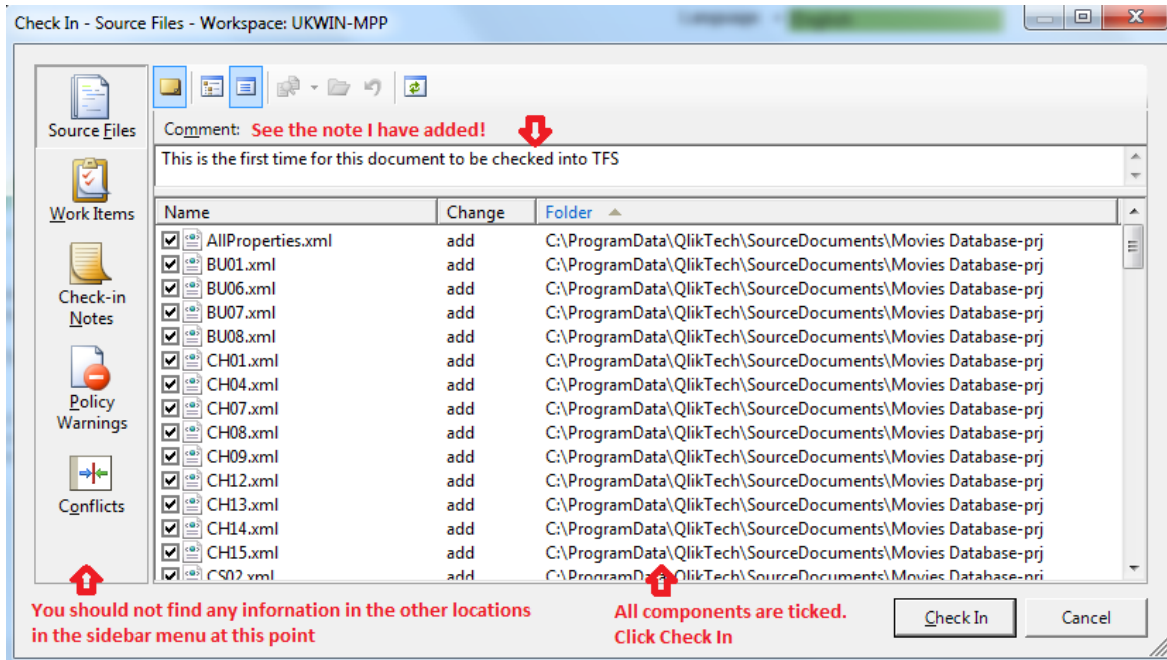 Check In - Source Files - Workspace: UKWIN-MPP
Source Files
Work Items
Check-in
Notes
Policy
Warnings
Conflicts
Comment: See the note I have added!
This is the first time for this document to be checked into TFS
Name Change Folder
AllProperties.xml add C:\ProgramData\QlikTech\SourceDocuments\Movies Database-prj
BU01.xml add C:\ProgramData\QlikTech\SourceDocuments\Movies Database-prj
BU06.xml add C:\ProgramData\QlikTech\SourceDocuments\Movies Database-prj
BU07.xml add C:\ProgramData\QlikTech\SourceDocuments\Movies Database-prj
BU08.xml add C:\ProgramData\QlikTech\SourceDocuments\Movies Database-prj
CH01.xml add C:\ProgramData\QlikTech\SourceDocuments\Movies Database-prj
CH04.xml add C:\ProgramData\QlikTech\SourceDocuments\Movies Database-prj
CH07.xml add C:\ProgramData\QlikTech\SourceDocuments\Movies Database-prj
CH08.xml add C:\ProgramData\QlikTech\SourceDocuments\Movies Database-prj
CH09.xml add C:\ProgramData\QlikTech\SourceDocuments\Movies Database-prj
CH12.xml add C:\ProgramData\QlikTech\SourceDocuments\Movies Database-prj
CH13.xml add C:\ProgramData\QlikTech\SourceDocuments\Movies Database-prj
CH14.xml add C:\ProgramData\QlikTech\SourceDocuments\Movies Database-prj
CH15.xml add C:\ProgramData\QlikTech\SourceDocuments\Movies Database-prj
CS02.xml add C:\ProgramData\QlikTech\SourceDocuments\Movies Database-prj
You should not find any infornation in the other locations
in the sidebar menu at this point
All components are ticked.
Click Check In
Check In
Cancel